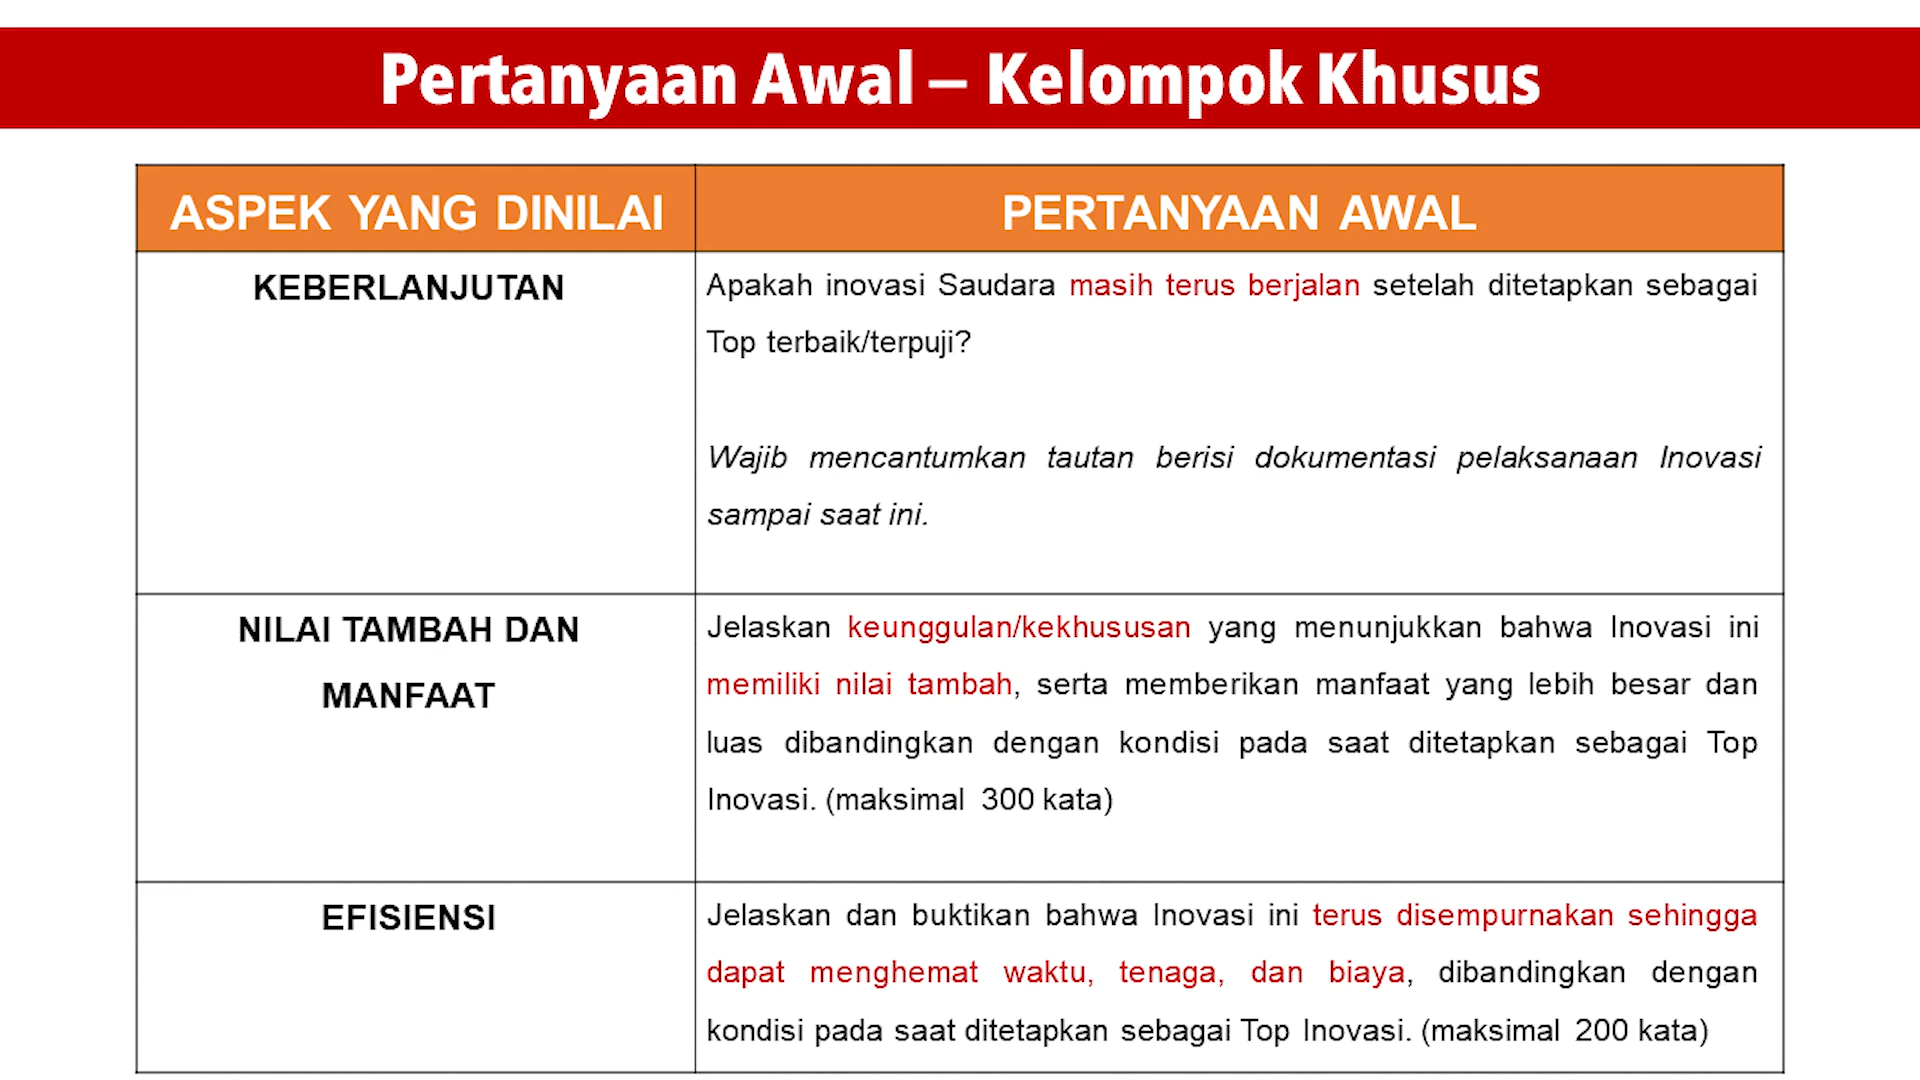 Pertanyaan Awal – Kelompok Khusus
ASPEK YANG DINILAI
PERTANYAAN AWAL
KEBERLANJUTAN
Apakah inovasi Saudara masih terus berjalan setelah ditetapkan sebagai
Top terbaik/terpuji?
Wajib mencantumkan tautan berisi dokumentasi pelaksanaan Inovasi
sampai saat ini.
NILAI TAMBAH DAN
MANFAAT
Jelaskan keunggulan/kekhususan yang menunjukkan bahwa Inovasi ini
memiliki nilai tambah, serta memberikan manfaat yang lebih besar dan
luas dibandingkan dengan kondisi pada saat ditetapkan sebagai Top
Inovasi. (maksimal 300 kata)
EFISIENSI
Jelaskan dan buktikan bahwa Inovasi ini terus disempurnakan sehingga
dapat menghemat waktu, tenaga, dan biaya, dibandingkan dengan
kondisi pada saat ditetapkan sebagai Top Inovasi. (maksimal 200 kata)